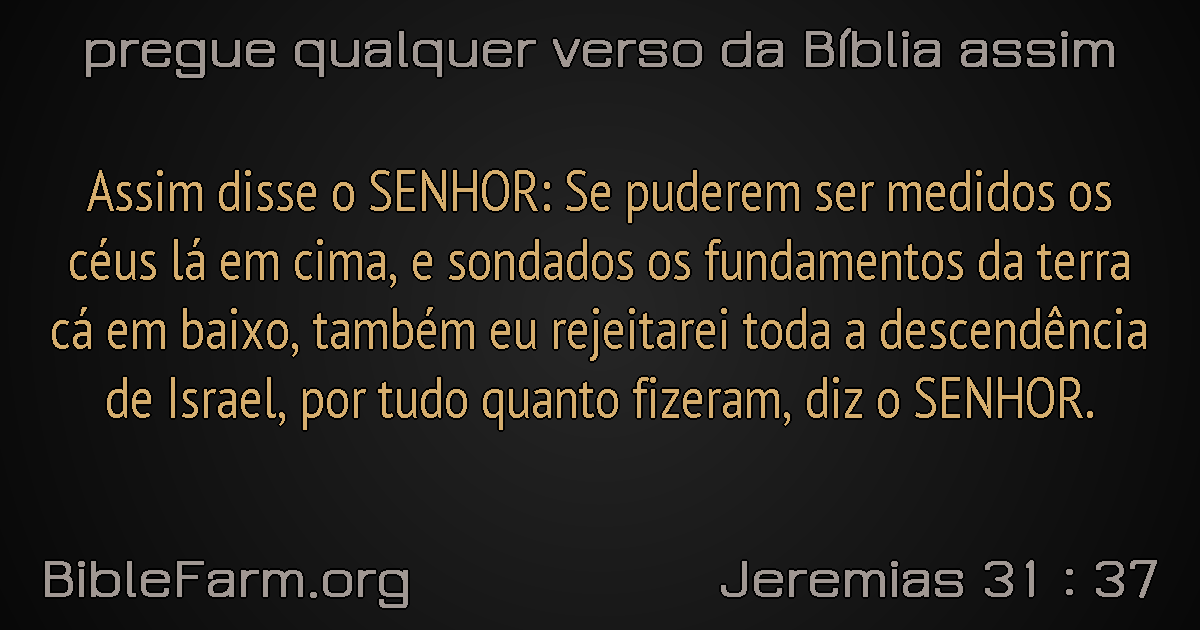 pregue qualquer verso da Bíblia assim
Assim disse o SENHOR: Se puderem ser medidos os
céus lá em cima, e sondados os fundamentos da terra
cá em baixo, também eu rejeitarei toda a descendência
de Israel, por tudo quanto fizeram, diz o SENHOR.
BibleFarm.org
Jeremias 31 : 37